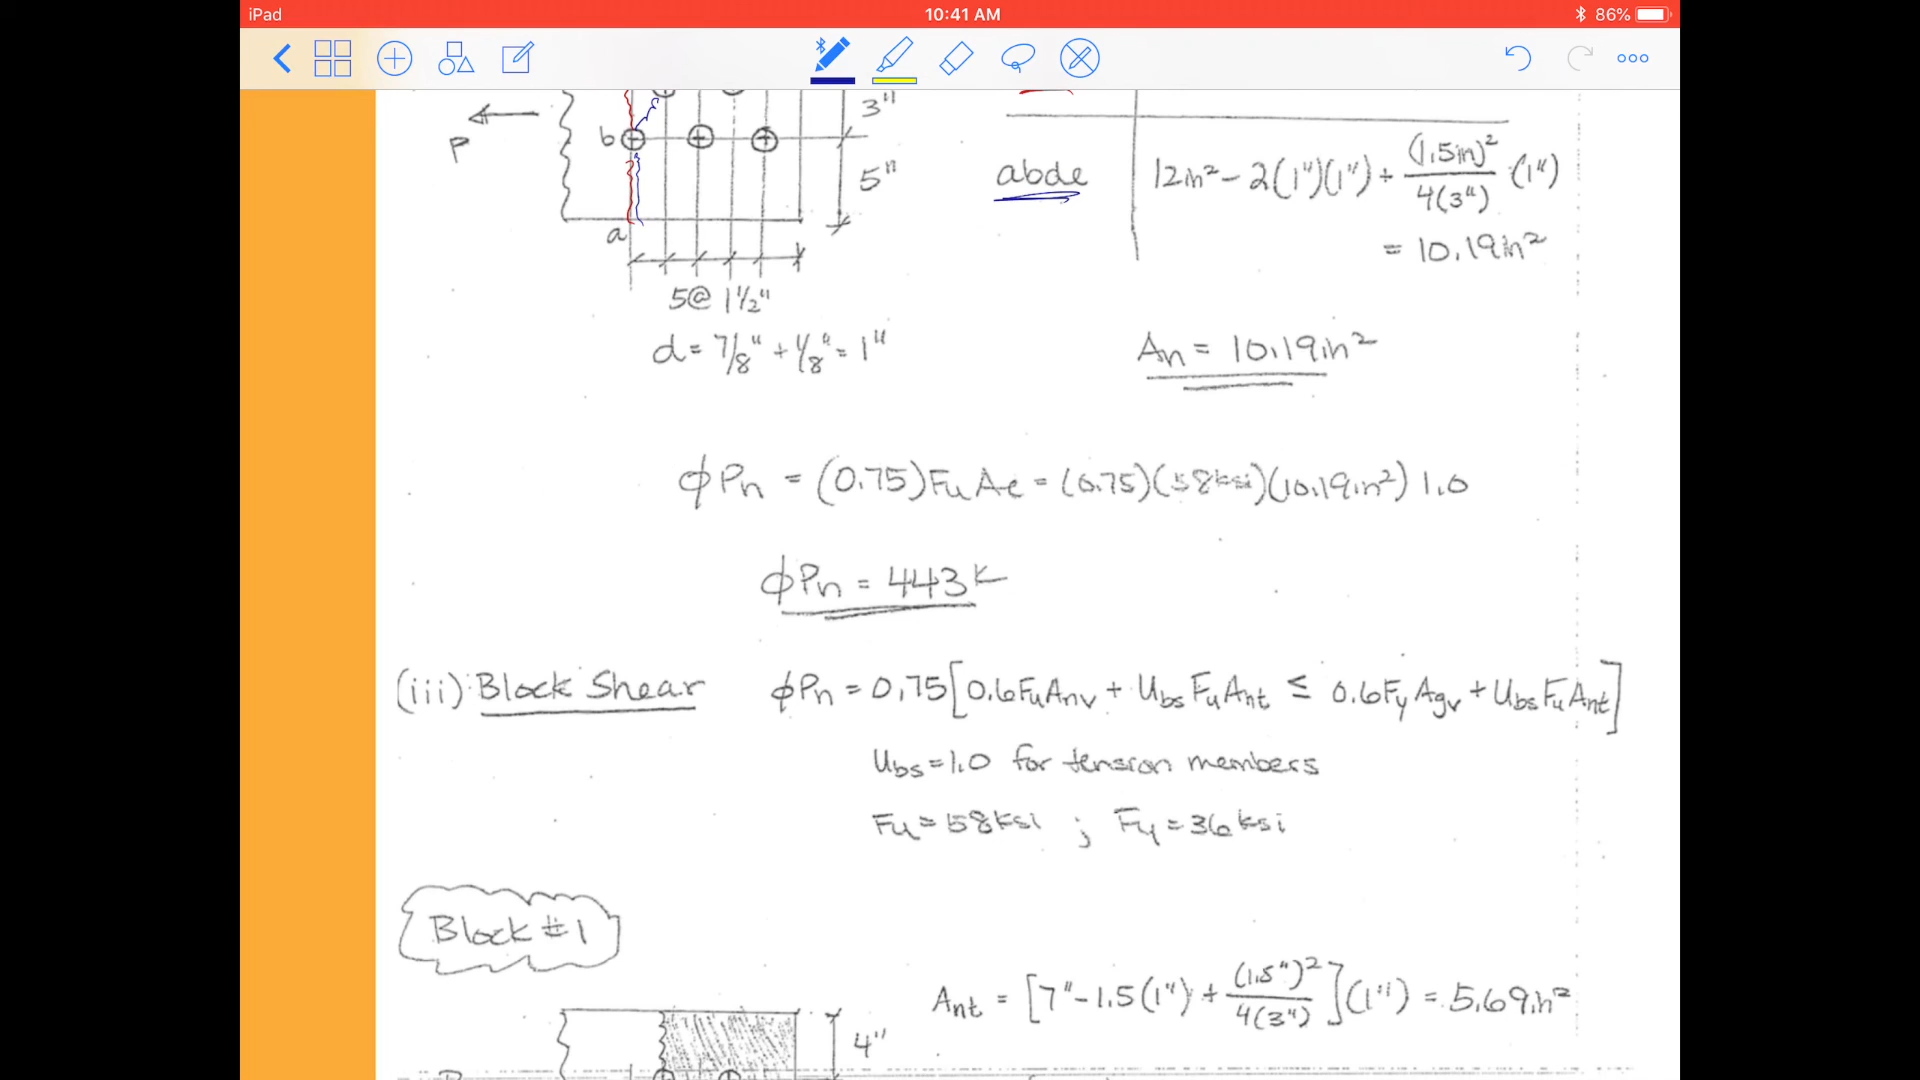 iPad 10:41 AM 86%
3"
P b
5"
a
5@ 1 1/2"
d = 7/8" + 1/8" = 1"
abde 12in² - 2(1")(1") + (1.5in)²/4(3") · (1")
= 10.19in²
An = 10.19in²
ϕPn = (0.75)FuAe = (0.75)(58ksi)(10.19in²) 1.0
ϕPn = 443k
(iii) Block Shear ϕPn = 0.75[0.6FuAnv + UbsFuAnt ≤ 0.6FyAgv + UbsFuAnt]
Ubs = 1.0 for tension members
Fu = 58ksi ; Fy = 36ksi
Block #1
Ant = [7" - 1.5(1") + (1.5")²/4(3")](1") = 5.69in²
4"